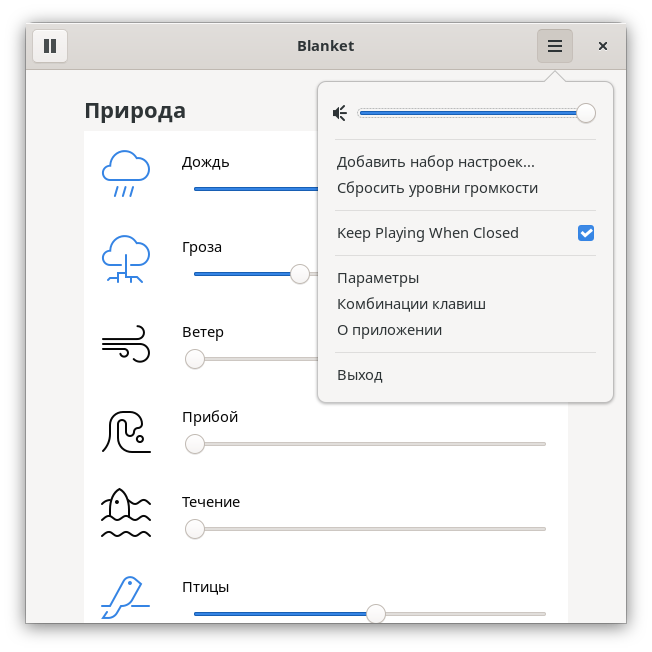 Blanket
Природа
Дождь
Гроза
Ветер
Прибой
Течение
Птицы
Добавить набор настроек...
Сбросить уровни громкости
Keep Playing When Closed
Параметры
Комбинации клавиш
О приложении
Выход